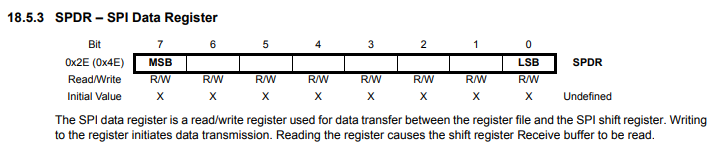 18.5.3 SPDR – SPI Data Register
Bit 7 6 5 4 3 2 1 0
0x2E (0x4E) MSB LSB SPDR
Read/Write R/W R/W R/W R/W R/W R/W R/W R/W
Initial Value X X X X X X X X Undefined
The SPI data register is a read/write register used for data transfer between the register file and the SPI shift register. Writing
to the register initiates data transmission. Reading the register causes the shift register Receive buffer to be read.